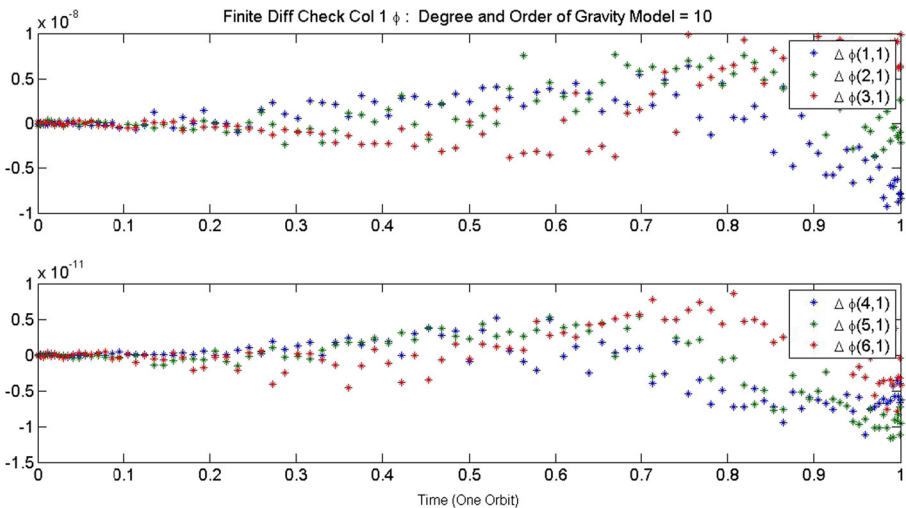 Finite Diff Check Col 1 ϕ : Degree and Order of Gravity Model = 10
x 10⁻⁸
1
0.5
0
-0.5
-1
Δ ϕ(1,1)
Δ ϕ(2,1)
Δ ϕ(3,1)
0 0.1 0.2 0.3 0.4 0.5 0.6 0.7 0.8 0.9 1
x 10⁻¹¹
1
0.5
0
-0.5
-1
-1.5
Δ ϕ(4,1)
Δ ϕ(5,1)
Δ ϕ(6,1)
0 0.1 0.2 0.3 0.4 0.5 0.6 0.7 0.8 0.9 1
Time (One Orbit)